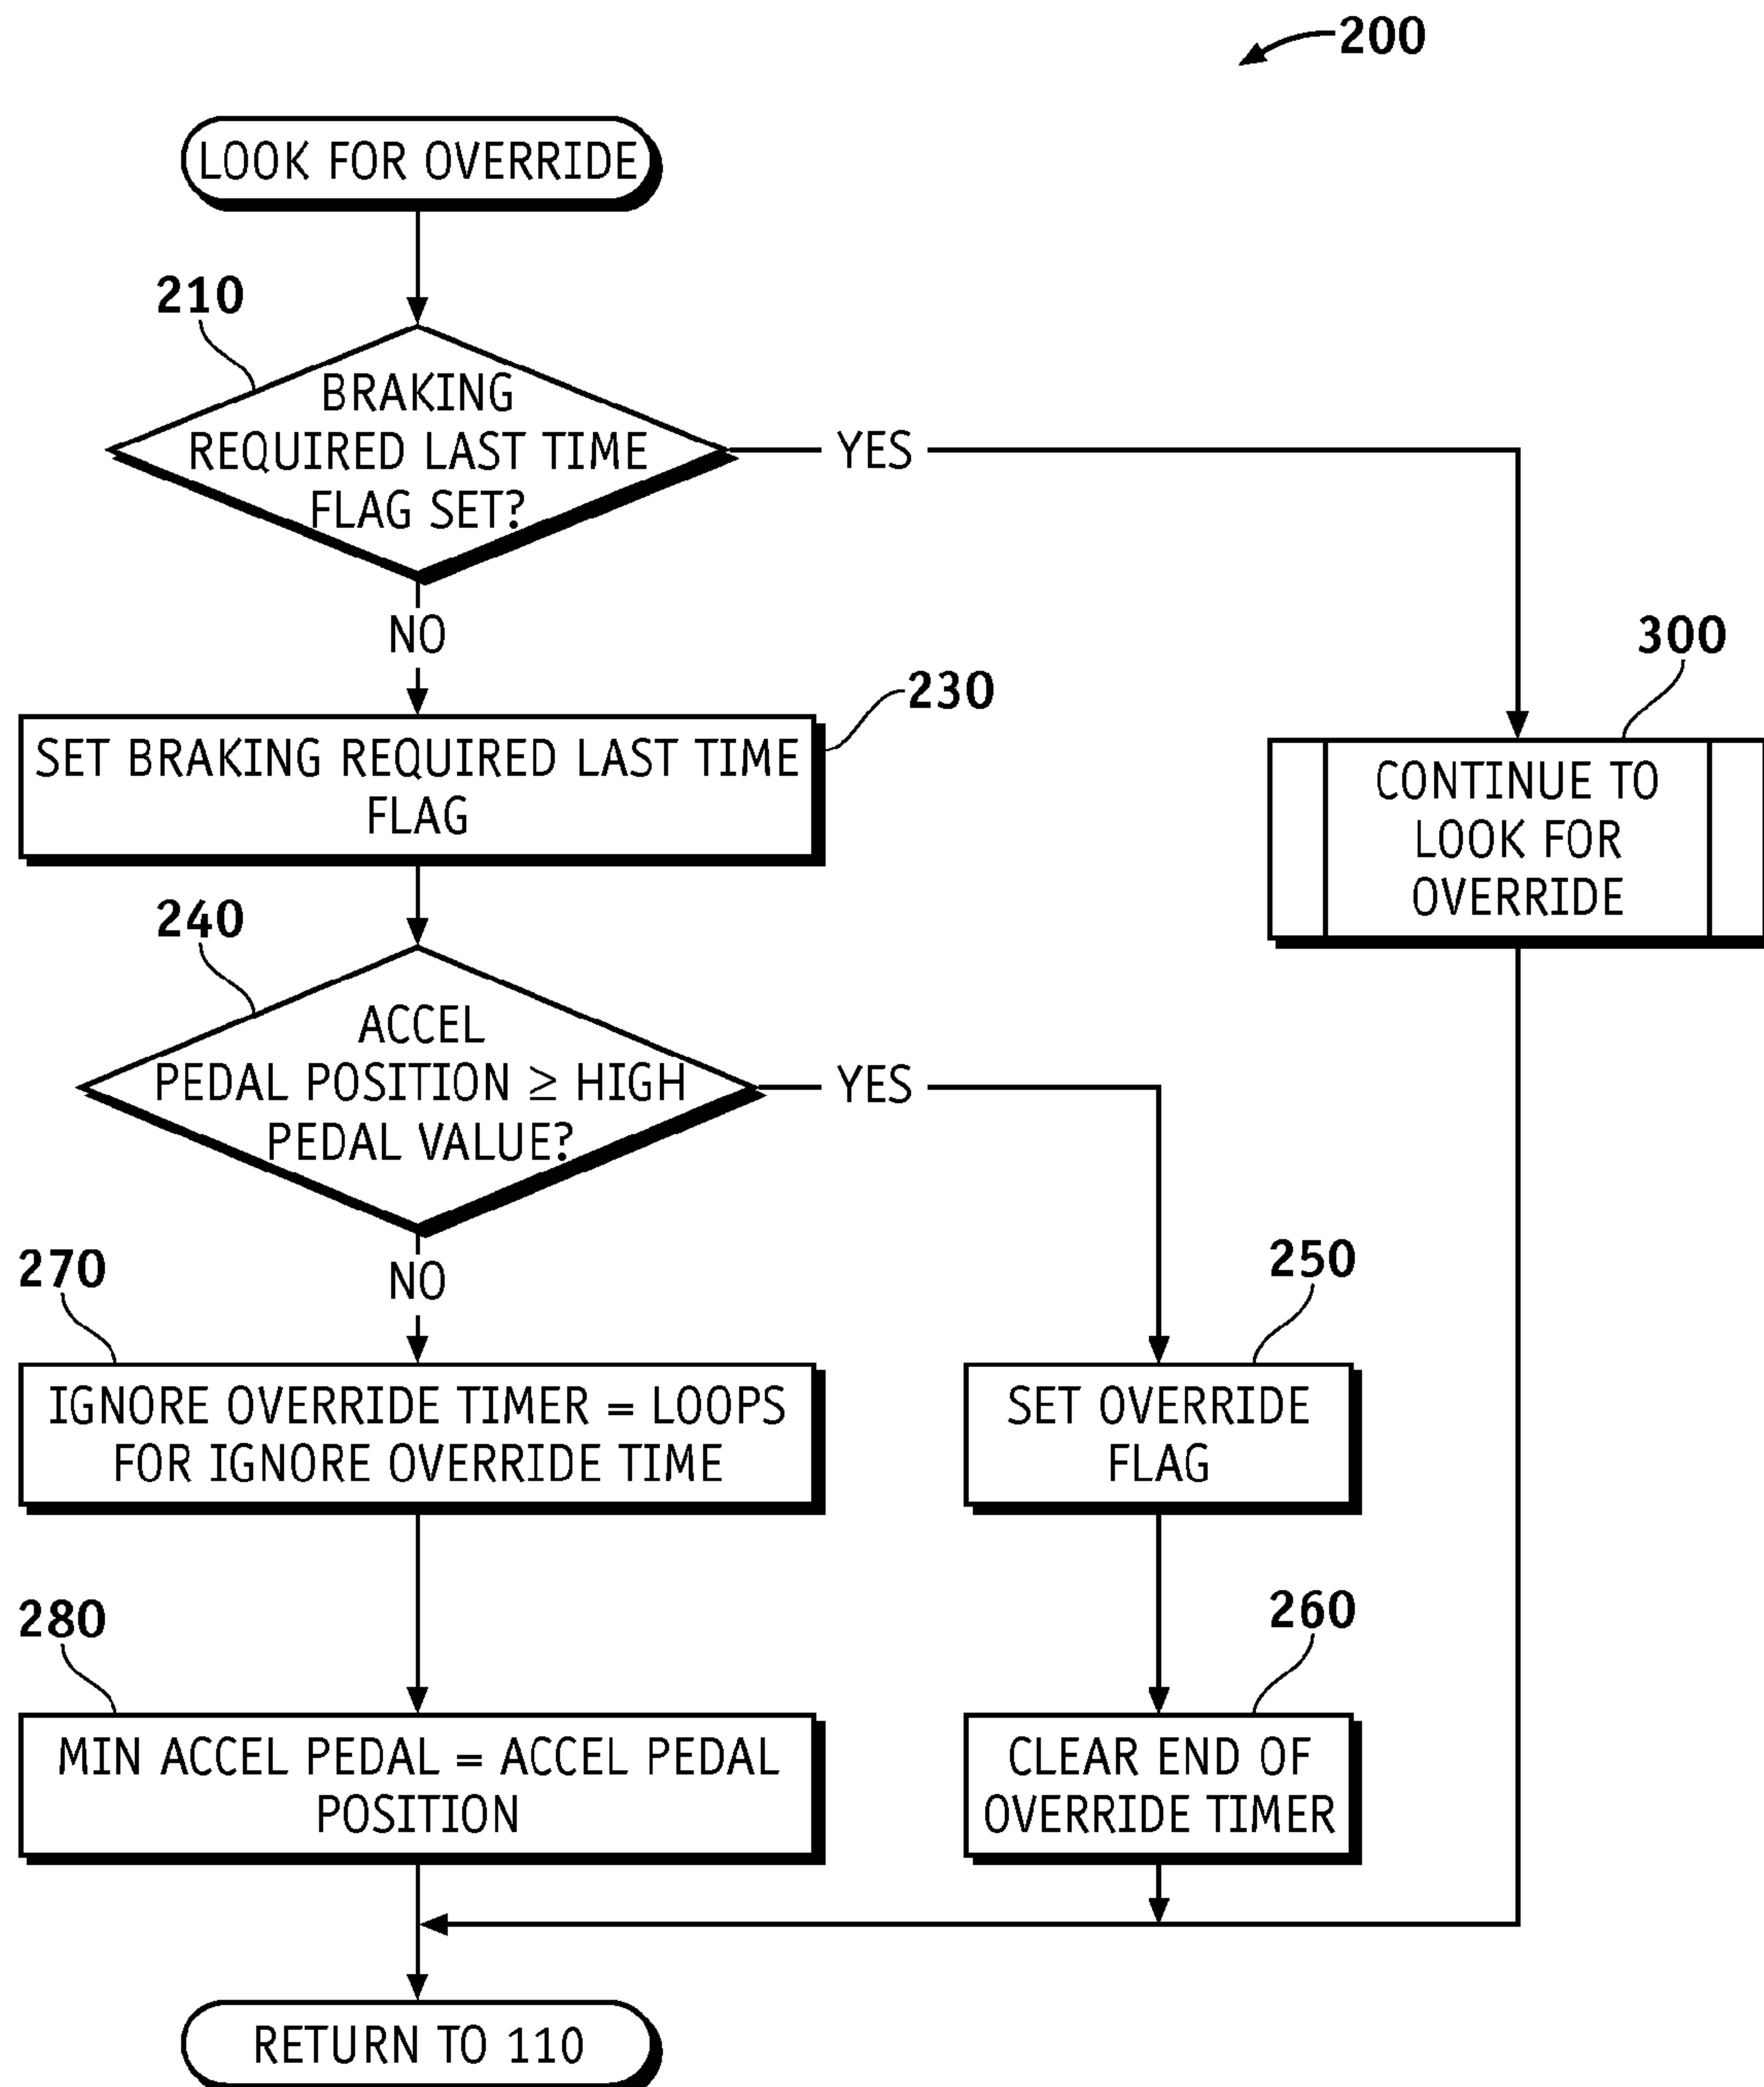 200
LOOK FOR OVERRIDE
210
BRAKING
REQUIRED LAST TIME
FLAG SET?
YES
NO
300
CONTINUE TO
LOOK FOR
OVERRIDE
230
SET BRAKING REQUIRED LAST TIME
FLAG
240
ACCEL
PEDAL POSITION ≥ HIGH
PEDAL VALUE?
YES
NO
270
IGNORE OVERRIDE TIMER = LOOPS
FOR IGNORE OVERRIDE TIME
250
SET OVERRIDE
FLAG
280
MIN ACCEL PEDAL = ACCEL PEDAL
POSITION
260
CLEAR END OF
OVERRIDE TIMER
RETURN TO 110